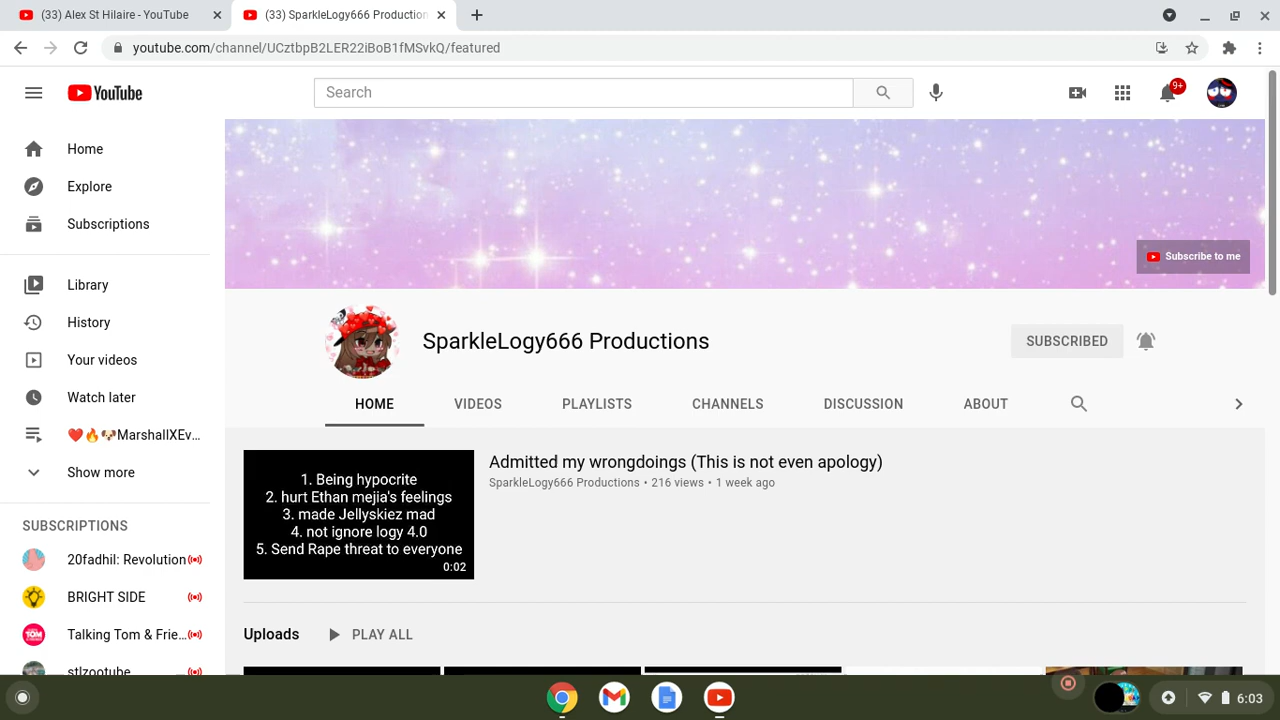 (33) Alex St Hilaire - YouTube
(33) SparkleLogy666 Production
youtube.com/channel/UCztbpB2LER22iBoB1fMSvkQ/featured
YouTube
Search
9+
Home
Explore
Subscriptions
Library
History
Your videos
Watch later
❤️🔥🐶MarshallXEv...
Show more
SUBSCRIPTIONS
20fadhil: Revolution
BRIGHT SIDE
Talking Tom & Frie...
stlzootube
Subscribe to me
SparkleLogy666 Productions
SUBSCRIBED
HOME VIDEOS PLAYLISTS CHANNELS DISCUSSION ABOUT
1. Being hypocrite
2. hurt Ethan mejia's feelings
3. made Jellyskiez mad
4. not ignore logy 4.0
5. Send Rape threat to everyone
0:02
Admitted my wrongdoings (This is not even apology)
SparkleLogy666 Productions • 216 views • 1 week ago
Uploads PLAY ALL
6:03